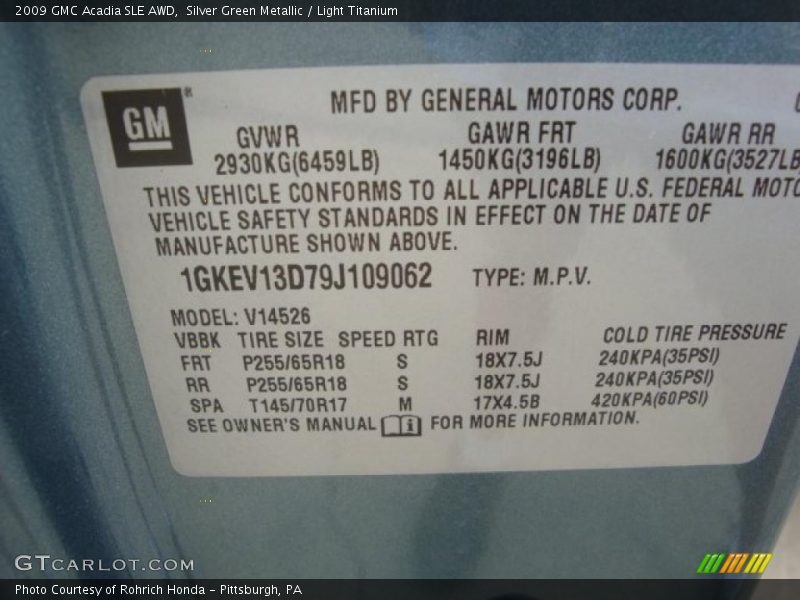 2009 GMC Acadia SLE AWD,  Silver Green Metallic / Light Titanium
GM®
MFD BY GENERAL MOTORS CORP.
GVWR GAWR FRT GAWR RR
2930KG(6459LB) 1450KG(3196LB) 1600KG(3527LB
THIS VEHICLE CONFORMS TO ALL APPLICABLE U.S. FEDERAL MOTO
VEHICLE SAFETY STANDARDS IN EFFECT ON THE DATE OF
MANUFACTURE SHOWN ABOVE.
1GKEV13D79J109062 TYPE: M.P.V.
MODEL: V14526
VBBK TIRE SIZE SPEED RTG RIM COLD TIRE PRESSURE
FRT P255/65R18 S 18X7.5J 240KPA(35PSI)
RR P255/65R18 S 18X7.5J 240KPA(35PSI)
SPA T145/70R17 M 17X4.5B 420KPA(60PSI)
SEE OWNER'S MANUAL i FOR MORE INFORMATION.
GTCARLOT.COM
Photo Courtesy of Rohrich Honda - Pittsburgh, PA